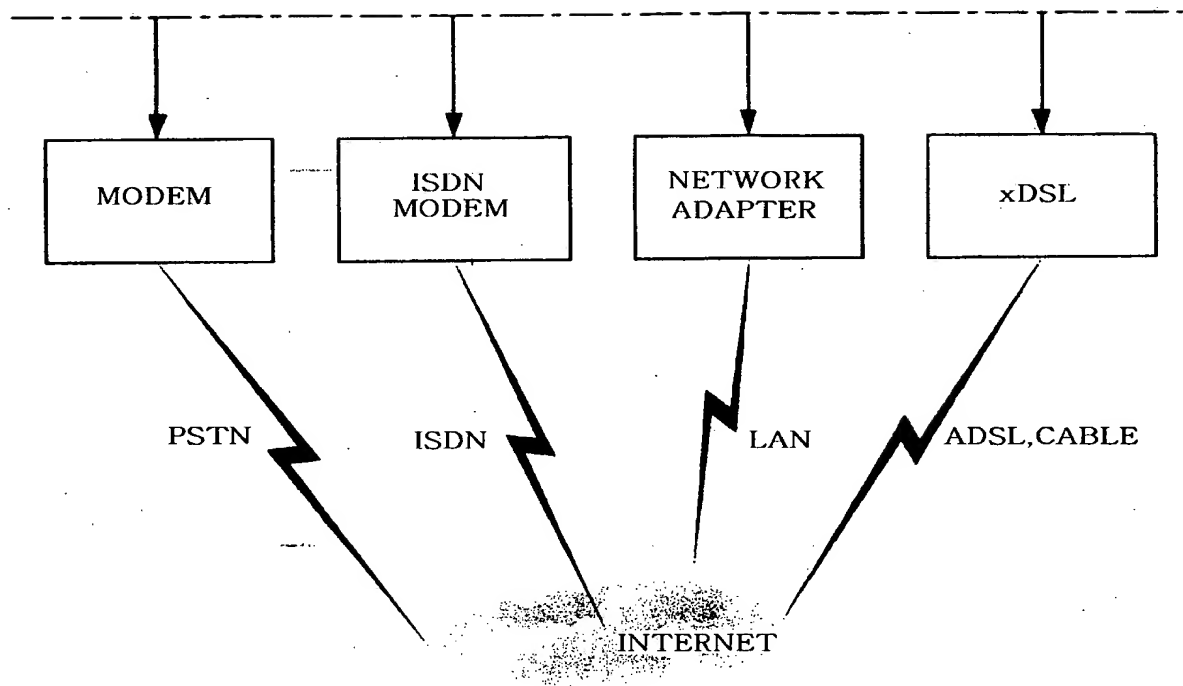 MODEM
ISDN
MODEM
NETWORK
ADAPTER
xDSL
PSTN
ISDN
LAN
ADSL,CABLE
INTERNET